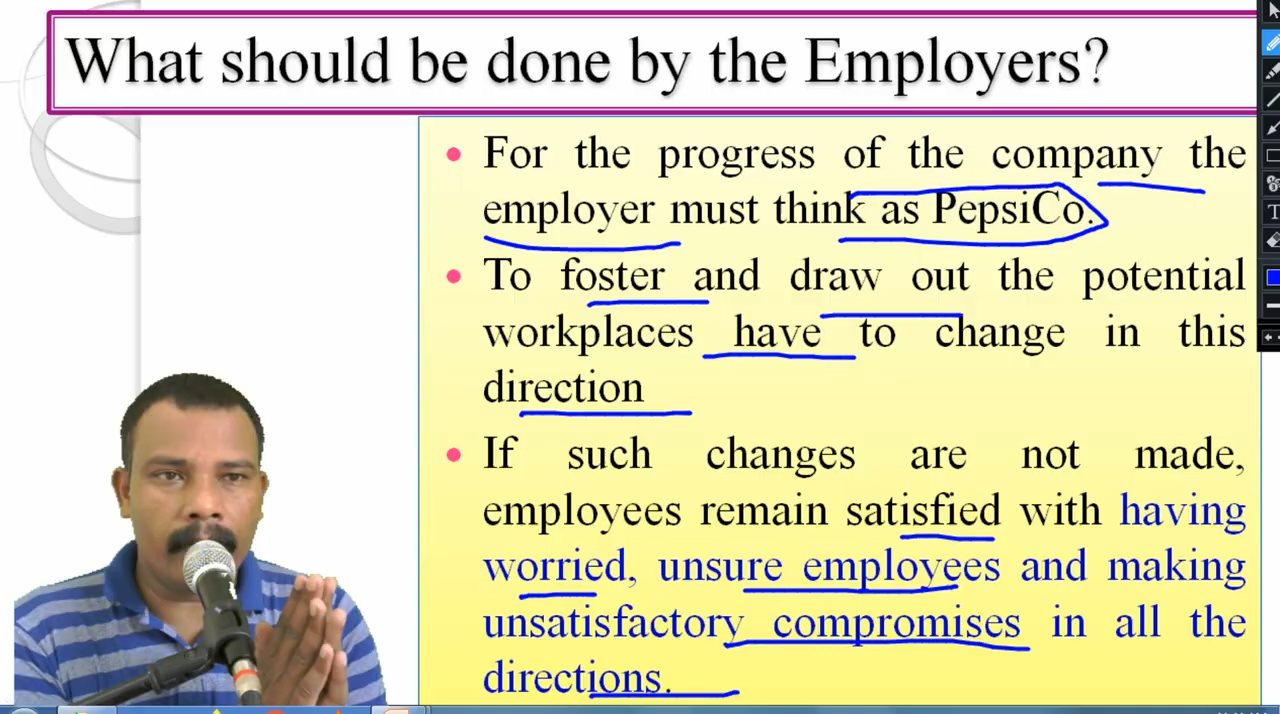 What should be done by the Employers?
• For the progress of the company the
employer must think as PepsiCo.
• To foster and draw out the potential
workplaces have to change in this
direction
• If such changes are not made,
employees remain satisfied with having
worried, unsure employees and making
unsatisfactory compromises in all the
directions.